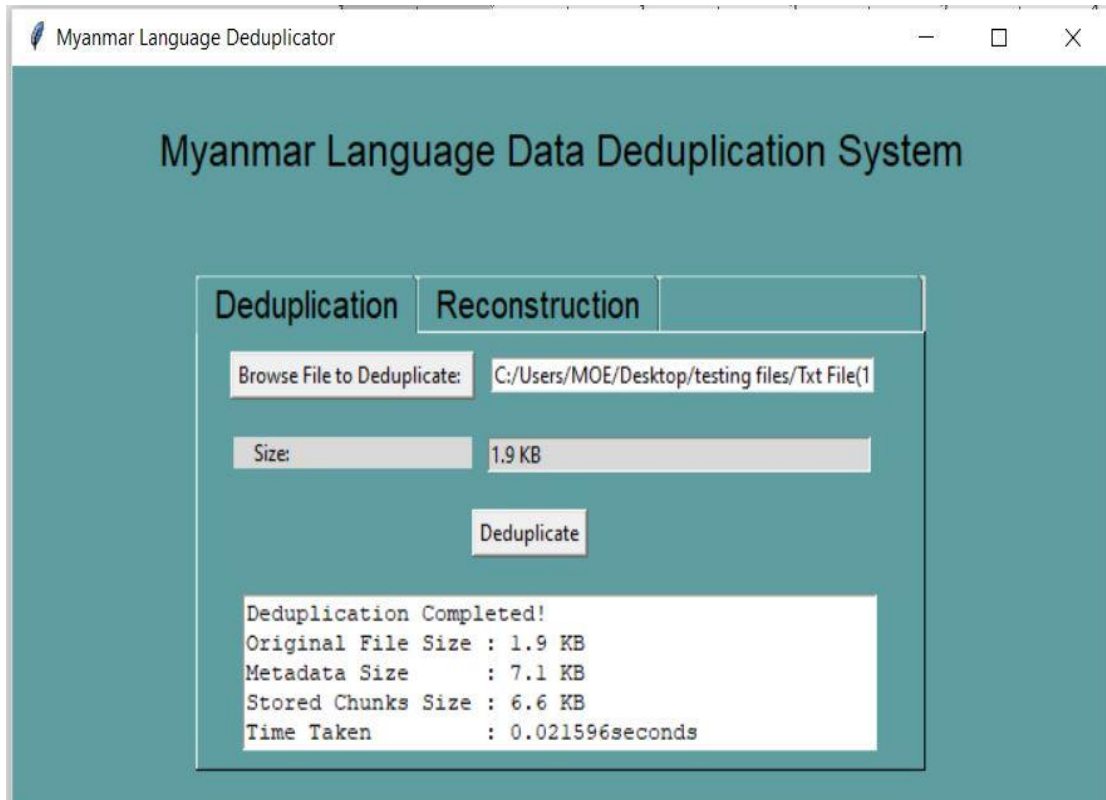 Myanmar Language Deduplicator
Myanmar Language Data Deduplication System
Deduplication Reconstruction
Browse File to Deduplicate: C:/Users/MOE/Desktop/testing files/Txt File(1
Size: 1.9 KB
Deduplicate
Deduplication Completed!
Original File Size : 1.9 KB
Metadata Size : 7.1 KB
Stored Chunks Size : 6.6 KB
Time Taken : 0.021596seconds